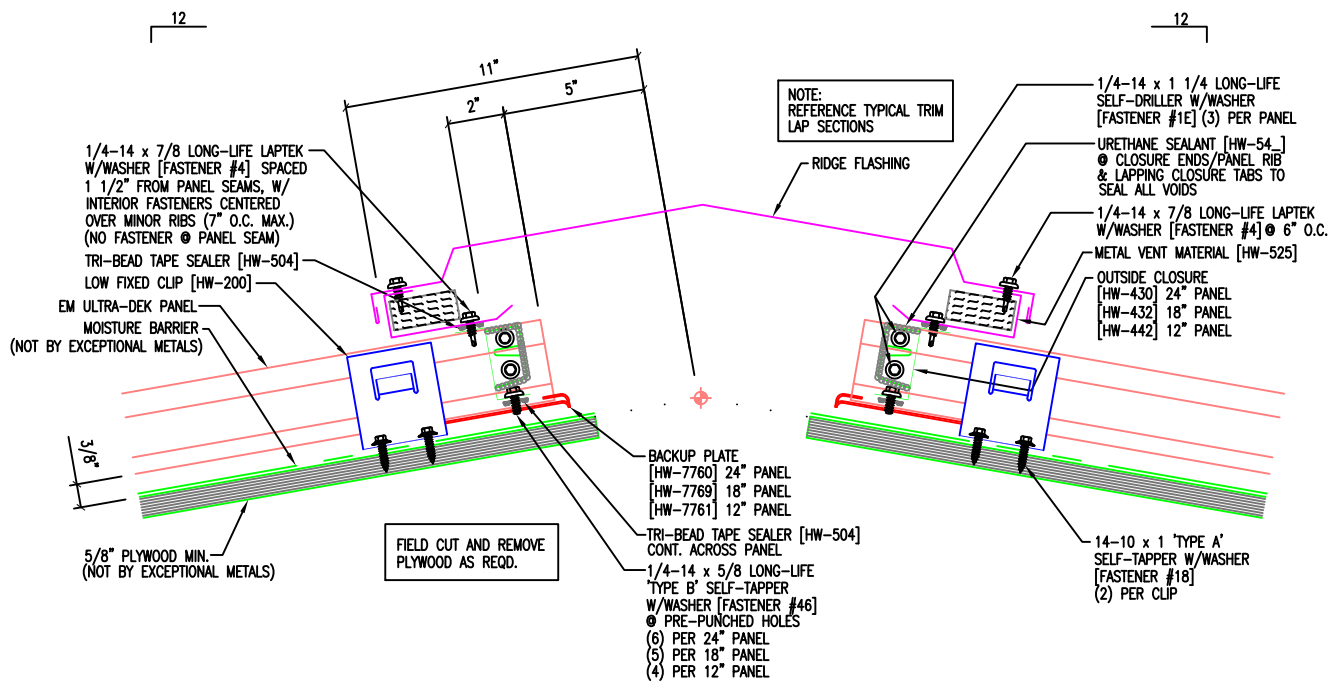 12
12
11"
2"
5"
NOTE:
REFERENCE TYPICAL TRIM
LAP SECTIONS
RIDGE FLASHING
1/4-14 x 7/8 LONG-LIFE LAPTEK
W/WASHER [FASTENER #4] SPACED
1 1/2" FROM PANEL SEAMS, W/
INTERIOR FASTENERS CENTERED
OVER MINOR RIBS (7" O.C. MAX.)
(NO FASTENER @ PANEL SEAM)
TRI-BEAD TAPE SEALER [HW-504]
LOW FIXED CLIP [HW-200]
EM ULTRA-DEK PANEL
MOISTURE BARRIER
(NOT BY EXCEPTIONAL METALS)
3/8"
5/8" PLYWOOD MIN.
(NOT BY EXCEPTIONAL METALS)
FIELD CUT AND REMOVE
PLYWOOD AS REQD.
BACKUP PLATE
[HW-7760] 24" PANEL
[HW-7769] 18" PANEL
[HW-7761] 12" PANEL
TRI-BEAD TAPE SEALER [HW-504]
CONT. ACROSS PANEL
1/4-14 x 5/8 LONG-LIFE
'TYPE B' SELF-TAPPER
W/WASHER [FASTENER #46]
@ PRE-PUNCHED HOLES
(6) PER 24" PANEL
(5) PER 18" PANEL
(4) PER 12" PANEL
1/4-14 x 1 1/4 LONG-LIFE
SELF-DRILLER W/WASHER
[FASTENER #1E] (3) PER PANEL
URETHANE SEALANT [HW-54_]
@ CLOSURE ENDS/PANEL RIB
& LAPPING CLOSURE TABS TO
SEAL ALL VOIDS
1/4-14 x 7/8 LONG-LIFE LAPTEK
W/WASHER [FASTENER #4] @ 6" O.C.
METAL VENT MATERIAL [HW-525]
OUTSIDE CLOSURE
[HW-430] 24" PANEL
[HW-432] 18" PANEL
[HW-442] 12" PANEL
14-10 x 1 'TYPE A'
SELF-TAPPER W/WASHER
[FASTENER #18]
(2) PER CLIP